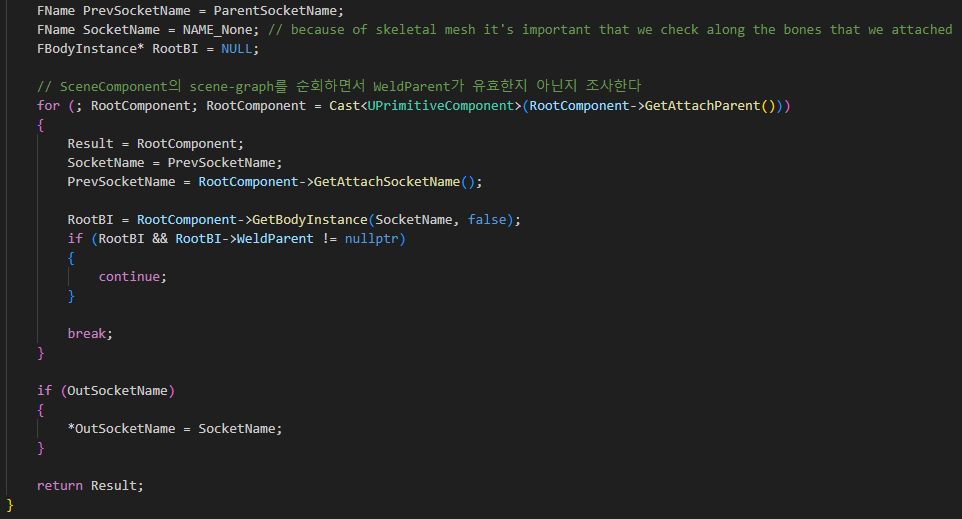 FName PrevSocketName = ParentSocketName;
FName SocketName = NAME_None; // because of skeletal mesh it's important that we check along the bones that we attached
FBodyInstance* RootBI = NULL;
// SceneComponent의 scene-graph를 순회하면서 WeldParent가 유효한지 아닌지 조사한다
for (; RootComponent; RootComponent = Cast<UPrimitiveComponent>(RootComponent->GetAttachParent()))
{
Result = RootComponent;
SocketName = PrevSocketName;
PrevSocketName = RootComponent->GetAttachSocketName();
RootBI = RootComponent->GetBodyInstance(SocketName, false);
if (RootBI && RootBI->WeldParent != nullptr)
{
continue;
}
break;
}
if (OutSocketName)
{
*OutSocketName = SocketName;
}
return Result;
}